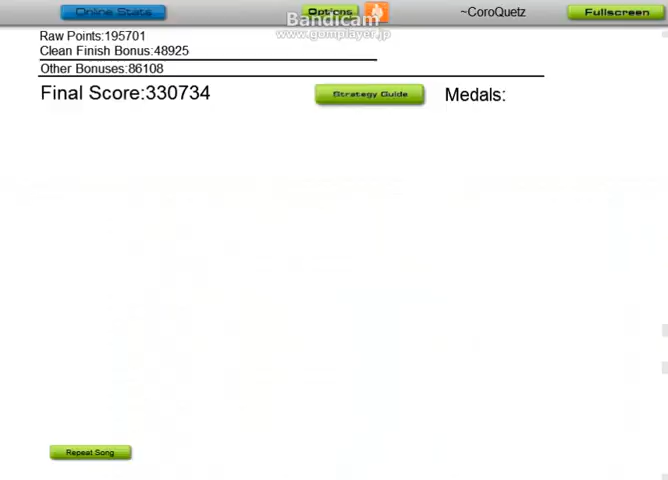 Online Stats Options ~CoroQuetz Fullscreen
Bandicam
www.gomplayer.jp
Raw Points:195701
Clean Finish Bonus:48925
Other Bonuses:86108
Final Score:330734 Strategy Guide Medals:
Repeat Song